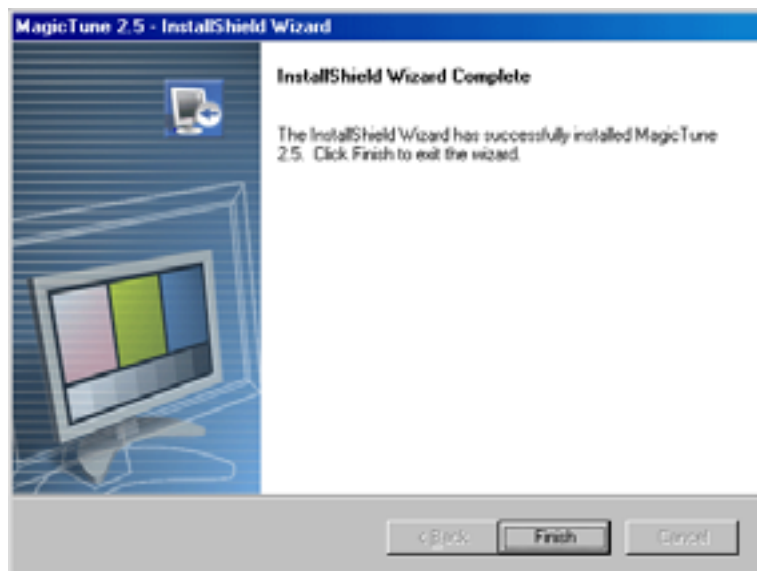 MagicTune 2.5 - InstallShield Wizard
InstallShield Wizard Complete
The InstallShield Wizard has successfully installed MagicTune
2.5. Click Finish to exit the wizard.
< Back
Finish
Cancel